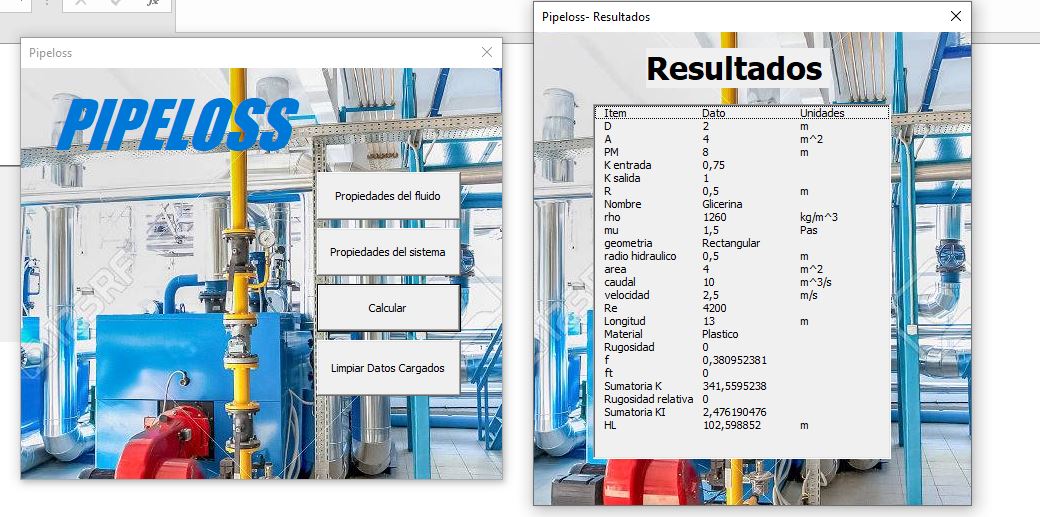 fx
Pipeloss
PIPELOSS
Propiedades del fluido
Propiedades del sistema
Calcular
Limpiar Datos Cargados
Pipeloss- Resultados
Resultados
Item Dato Unidades
D 2 m
A 4 m^2
PM 8 m
K entrada 0,75
K salida 1
R 0,5 m
Nombre Glicerina
rho 1260 kg/m^3
mu 1,5 Pas
geometria Rectangular
radio hidraulico 0,5 m
area 4 m^2
caudal 10 m^3/s
velocidad 2,5 m/s
Re 4200
Longitud 13 m
Material Plastico
Rugosidad 0
f 0,380952381
ft 0
Sumatoria K 341,5595238
Rugosidad relativa 0
Sumatoria KI 2,476190476
HL 102,598852 m